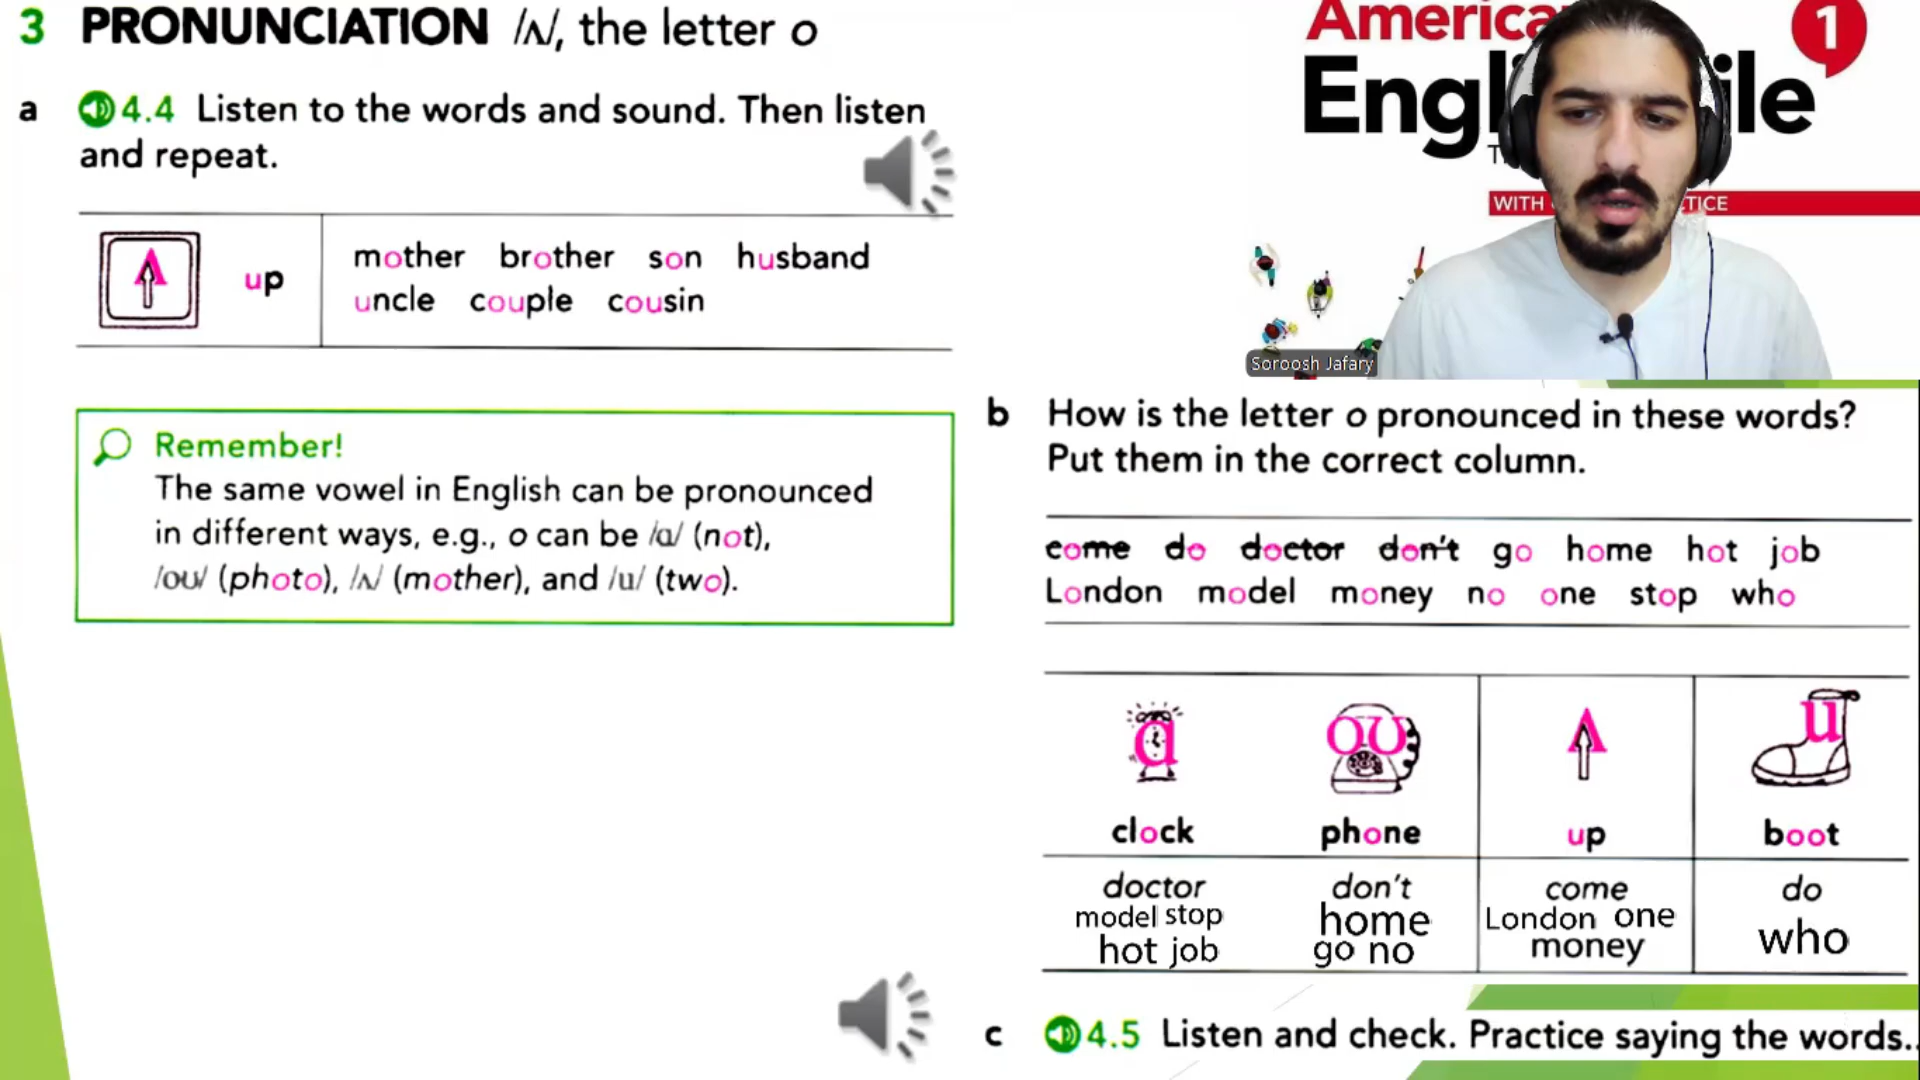 3 PRONUNCIATION /ʌ/, the letter o
a 4.4 Listen to the words and sound. Then listen
and repeat.
ʌ up
mother brother son husband
uncle couple cousin
Remember!
The same vowel in English can be pronounced
in different ways, e.g., o can be /ɑ/ (not),
/oʊ/ (photo), /ʌ/ (mother), and /u/ (two).
America
1
Engl ile
WITH TICE
Soroosh Jafary
b How is the letter o pronounced in these words?
Put them in the correct column.
come do doctor don't go home hot job
London model money no one stop who
ɑ oʊ ʌ u
clock phone up boot
doctor don't come do
model stop home London one who
hot job go no money
c 4.5 Listen and check. Practice saying the words..